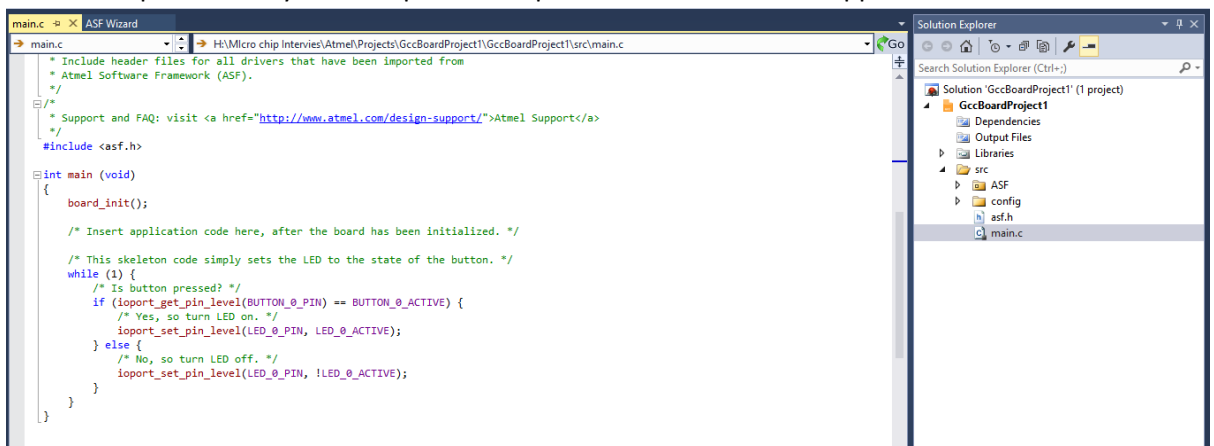 main.c ASF Wizard
main.c H:\MIcro chip Intervies\Atmel\Projects\GccBoardProject1\GccBoardProject1\src\main.c Go
* Include header files for all drivers that have been imported from
* Atmel Software Framework (ASF).
*/
/*
* Support and FAQ: visit <a href="http://www.atmel.com/design-support/">Atmel Support</a>
*/
#include <asf.h>
int main (void)
{
board_init();
/* Insert application code here, after the board has been initialized. */
/* This skeleton code simply sets the LED to the state of the button. */
while (1) {
/* Is button pressed? */
if (ioport_get_pin_level(BUTTON_0_PIN) == BUTTON_0_ACTIVE) {
/* Yes, so turn LED on. */
ioport_set_pin_level(LED_0_PIN, LED_0_ACTIVE);
} else {
/* No, so turn LED off. */
ioport_set_pin_level(LED_0_PIN, !LED_0_ACTIVE);
}
}
}
Solution Explorer
Search Solution Explorer (Ctrl+;)
Solution 'GccBoardProject1' (1 project)
GccBoardProject1
Dependencies
Output Files
Libraries
src
ASF
config
asf.h
main.c